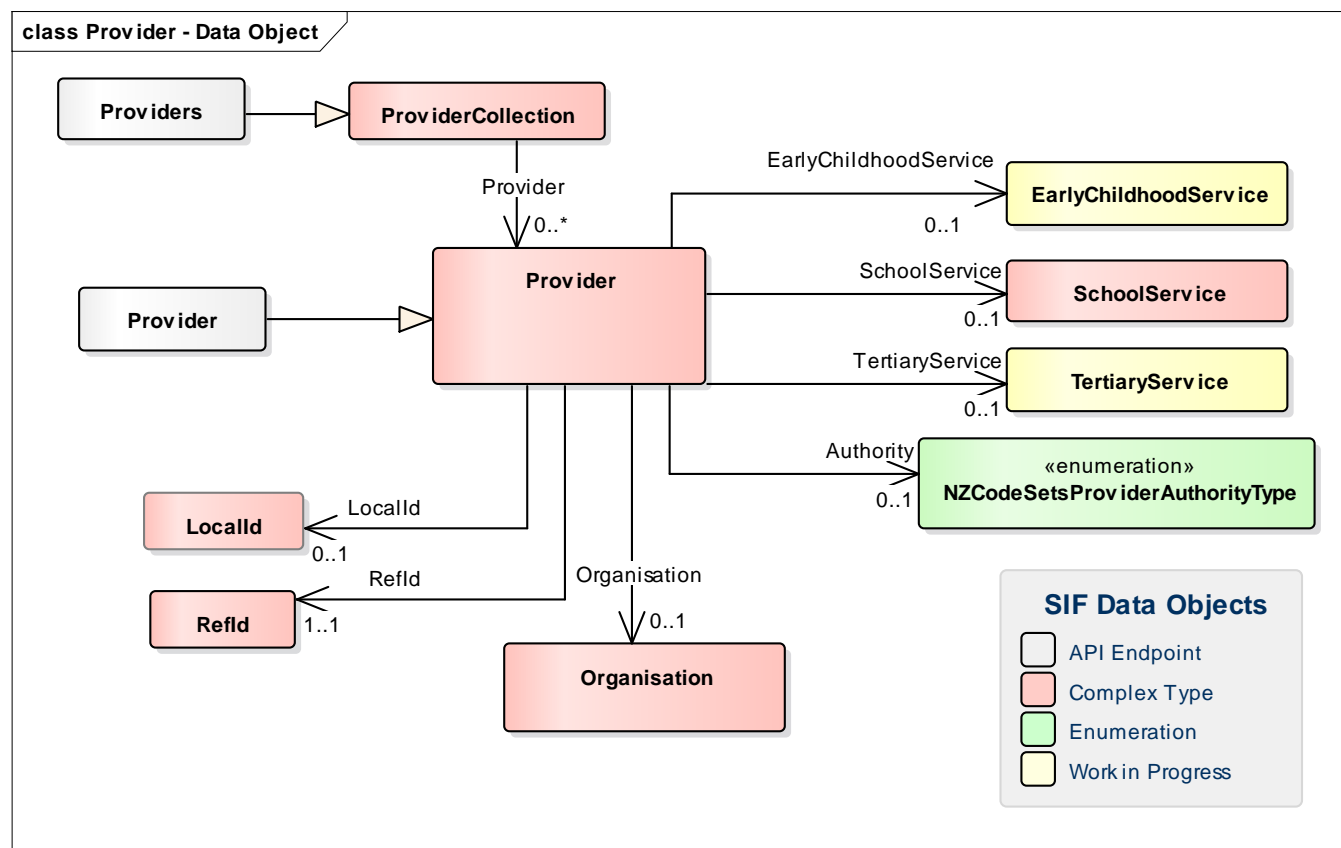 class Provider - Data Object
Providers
ProviderCollection
EarlyChildhoodService
Provider
EarlyChildhoodService
0..1
0..*
Provider
SchoolService
SchoolService
0..1
Provider
TertiaryService
TertiaryService
0..1
Authority
«enumeration»
NZCodeSetsProviderAuthorityType
0..1
LocalId
LocalId
0..1
RefId
Organisation
RefId
1..1
0..1
Organisation
SIF Data Objects
API Endpoint
Complex Type
Enumeration
Work in Progress